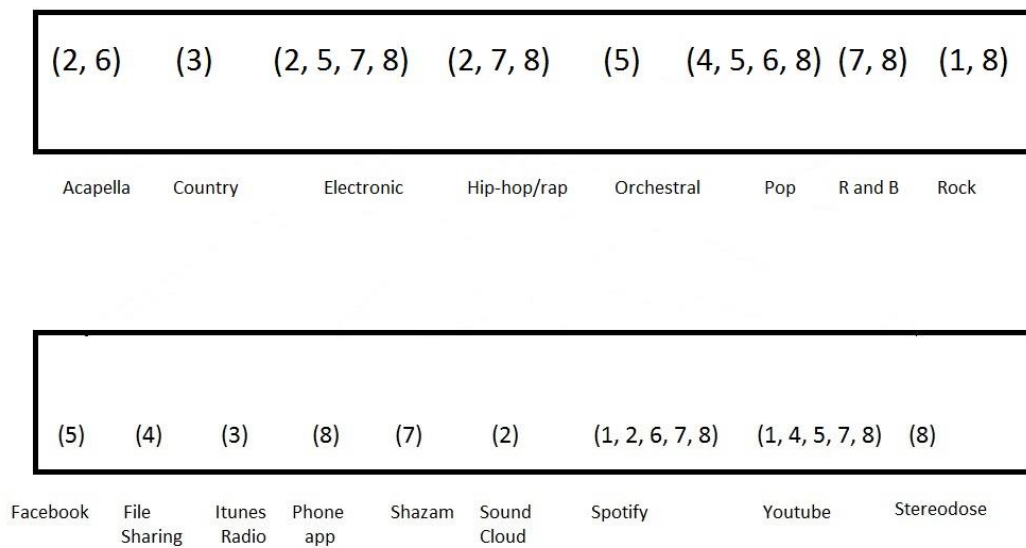 (2, 6) (3) (2, 5, 7, 8) (2, 7, 8) (5) (4, 5, 6, 8) (7, 8) (1, 8)
Acapella Country Electronic Hip-hop/rap Orchestral Pop R and B Rock
(5) (4) (3) (8) (7) (2) (1, 2, 6, 7, 8) (1, 4, 5, 7, 8) (8)
Facebook File Itunes Phone Shazam Sound Spotify Youtube Stereodose
Sharing Radio app Cloud